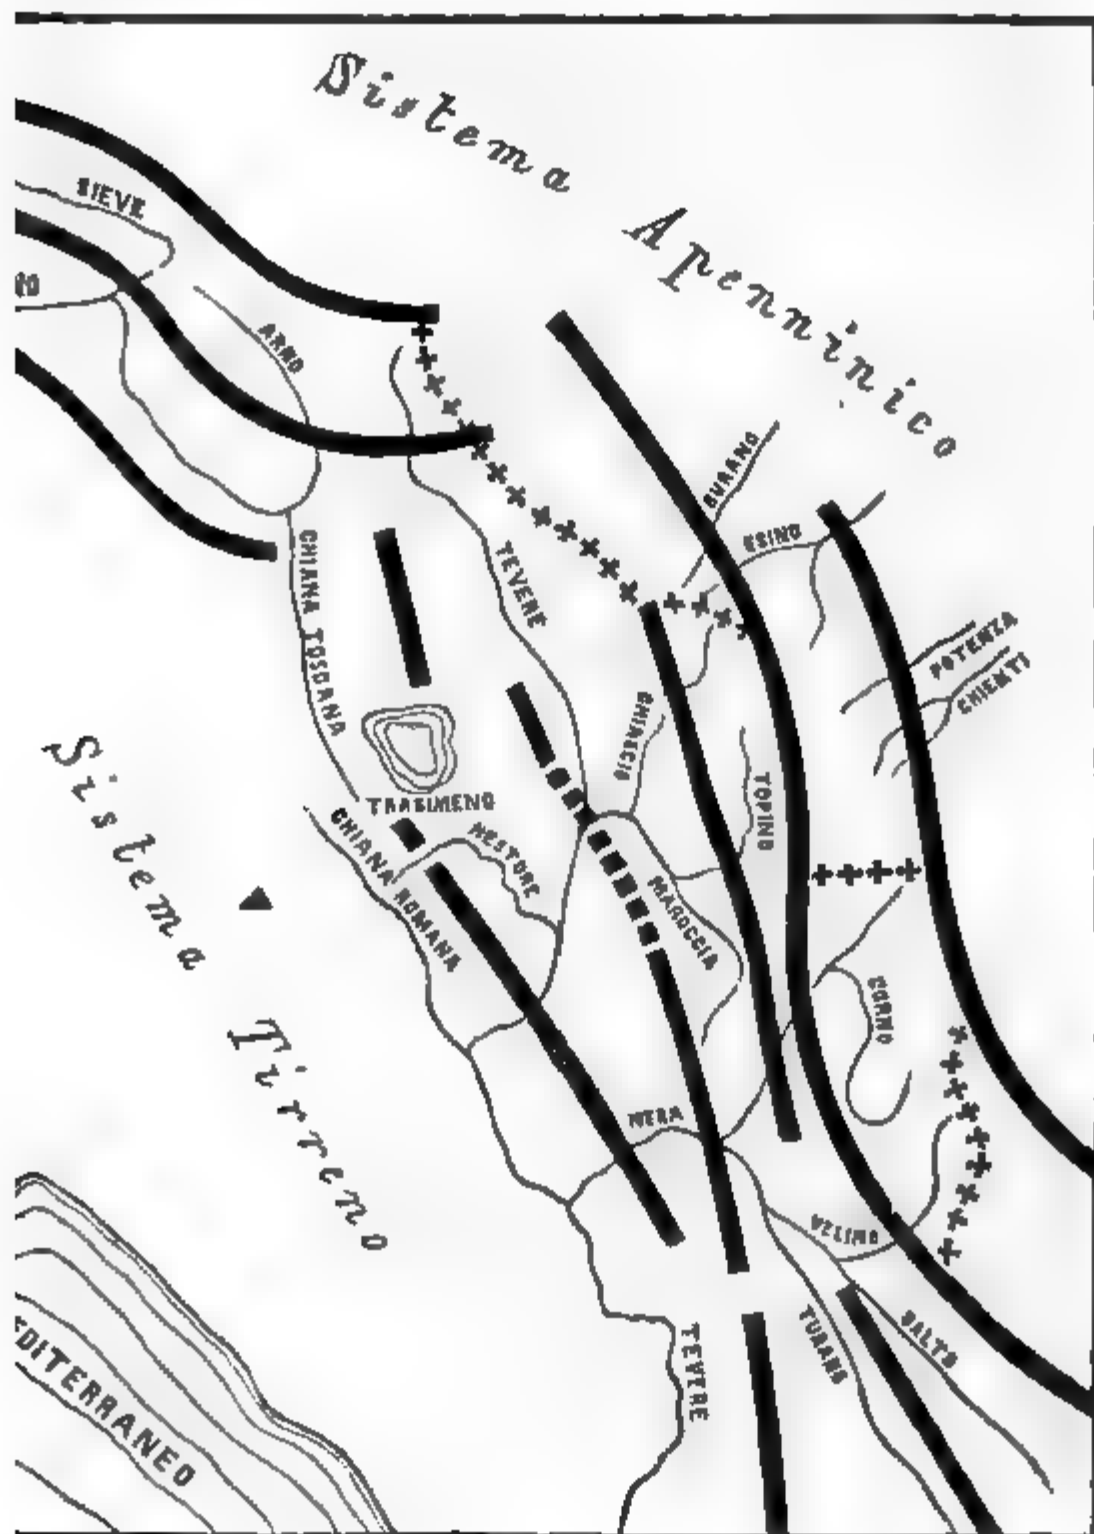 Sistema Apenninico
SIEVE
ARNO
BURANO
ESINO
TEVERE
CHIANA TOSCANA
POTENZA
CHIENTI
CHIASCIO
TOPINO
TRASIMENO
NESTORE
CHIANA ROMANA
MAROCCIA
CORNO
Sistema Tirreno
NERA
VELINO
SALTO
TURANO
TEVERE
EDITERRANEO